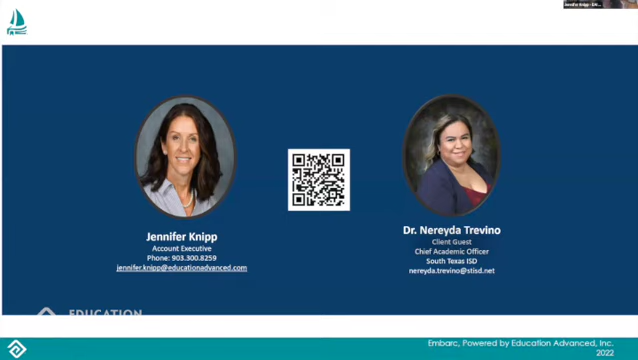 Jennifer Knipp
Account Executive
Phone: 903.300.8259
jennifer.knipp@educationadvanced.com
Dr. Nereyda Trevino
Client Guest
Chief Academic Officer
South Texas ISD
nereyda.trevino@stisd.net
EDUCATION
Embarc, Powered by Education Advanced, Inc.
2022